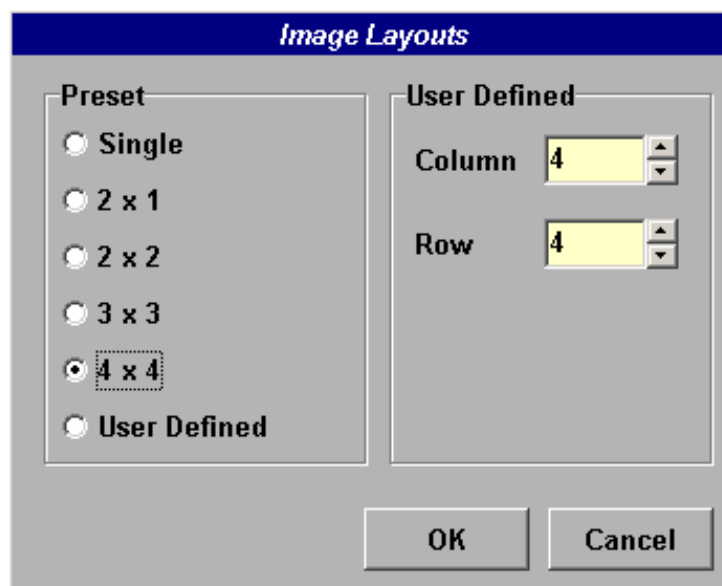 Image Layouts
Preset
Single
2 x 1
2 x 2
3 x 3
4 x 4
User Defined
User Defined
Column 4
Row 4
OK Cancel